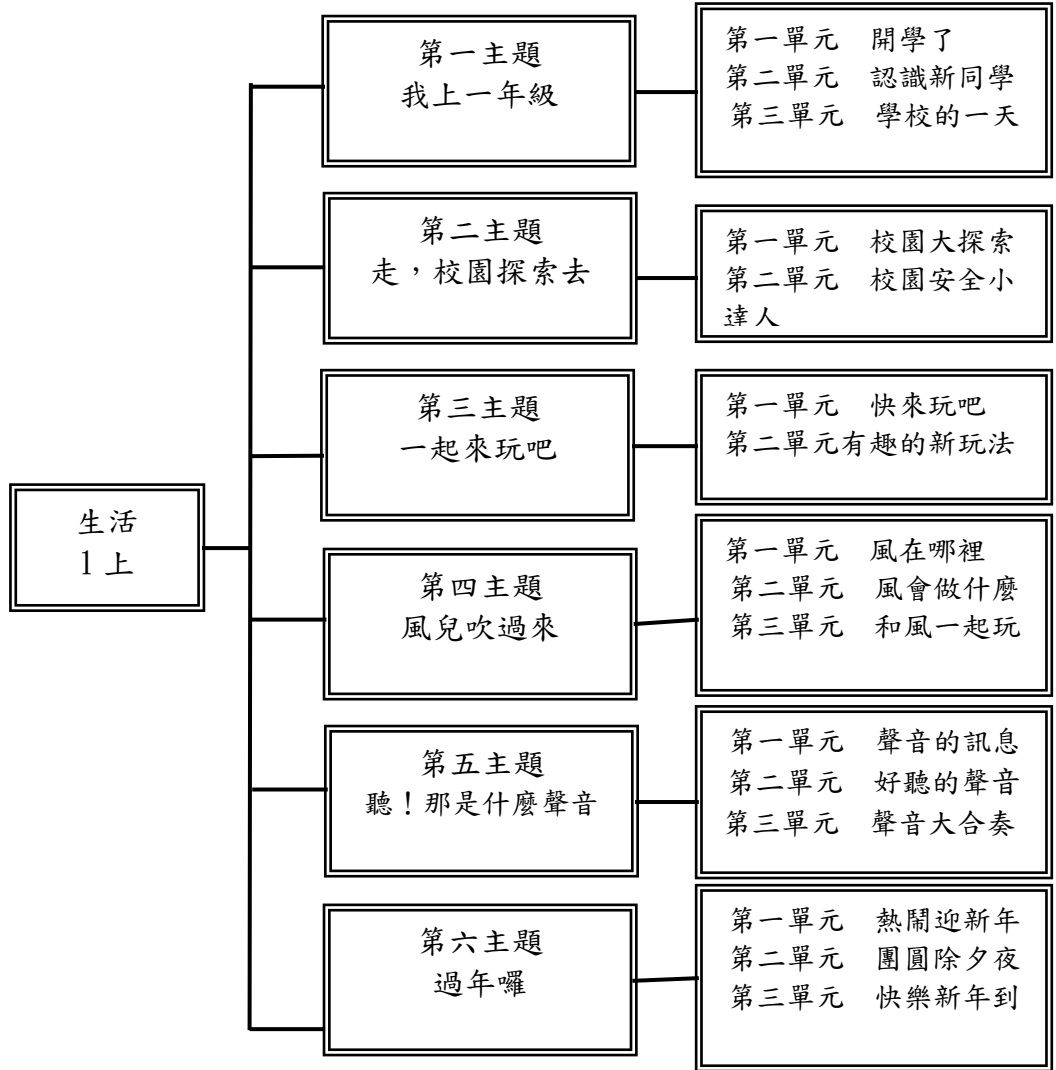 生活
1上
第一主題
我上一年級
第一單元　開學了
第二單元　認識新同學
第三單元　學校的一天
第二主題
走，校園探索去
第一單元　校園大探索
第二單元　校園安全小
達人
第三主題
一起來玩吧
第一單元　快來玩吧
第二單元有趣的新玩法
第四主題
風兒吹過來
第一單元　風在哪裡
第二單元　風會做什麼
第三單元　和風一起玩
第五主題
聽！那是什麼聲音
第一單元　聲音的訊息
第二單元　好聽的聲音
第三單元　聲音大合奏
第六主題
過年囉
第一單元　熱鬧迎新年
第二單元　團圓除夕夜
第三單元　快樂新年到